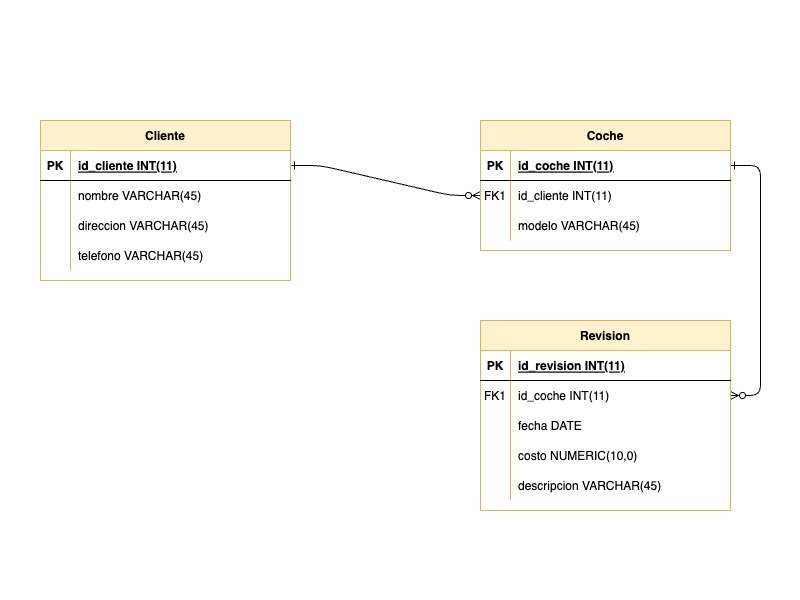 Cliente
PK id_cliente INT(11)
nombre VARCHAR(45)
direccion VARCHAR(45)
telefono VARCHAR(45)
Coche
PK id_coche INT(11)
FK1 id_cliente INT(11)
modelo VARCHAR(45)
Revision
PK id_revision INT(11)
FK1 id_coche INT(11)
fecha DATE
costo NUMERIC(10,0)
descripcion VARCHAR(45)